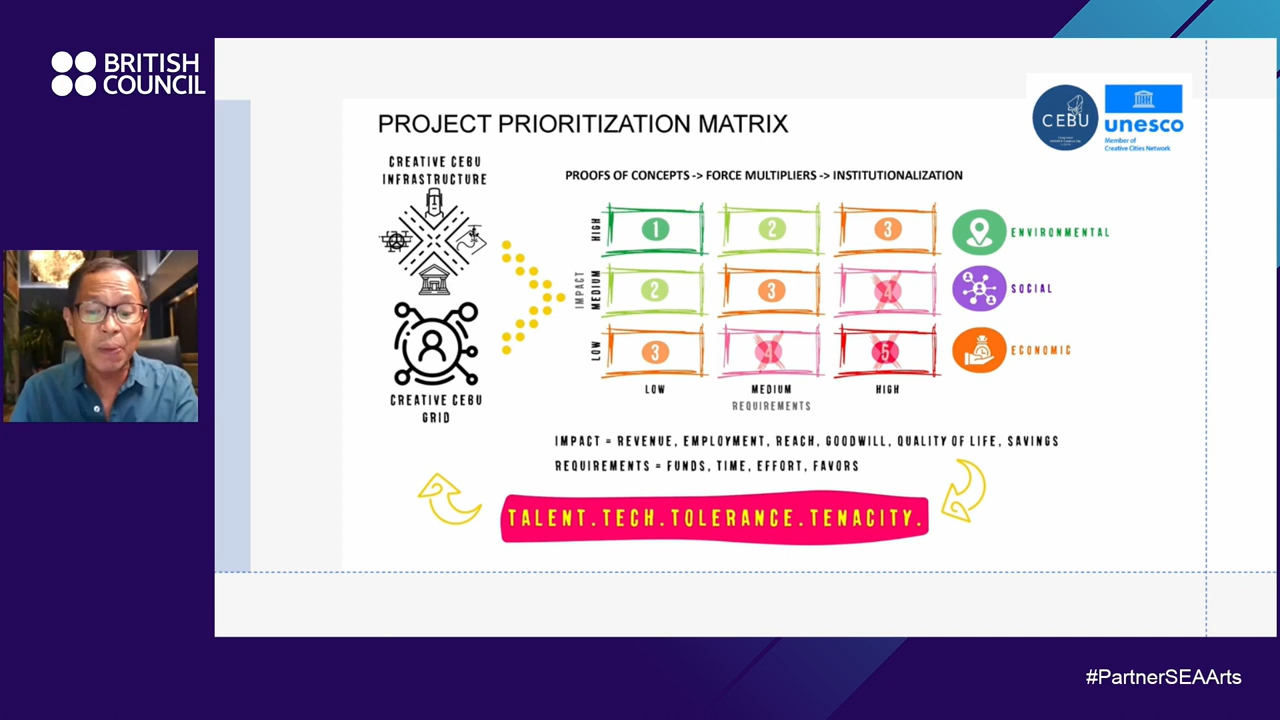 BRITISH
COUNCIL
PROJECT PRIORITIZATION MATRIX
CEBU
unesco
Member of
Creative Cities Network
CREATIVE CEBU
INFRASTRUCTURE
PROOFS OF CONCEPTS -> FORCE MULTIPLIERS -> INSTITUTIONALIZATION
IMPACT
HIGH
1
2
3
ENVIRONMENTAL
MEDIUM
2
3
4
SOCIAL
LOW
3
4
5
ECONOMIC
LOW
MEDIUM
HIGH
REQUIREMENTS
CREATIVE CEBU
GRID
IMPACT = REVENUE, EMPLOYMENT, REACH, GOODWILL, QUALITY OF LIFE, SAVINGS
REQUIREMENTS = FUNDS, TIME, EFFORT, FAVORS
TALENT.TECH.TOLERANCE.TENACITY.
#PartnerSEAArts